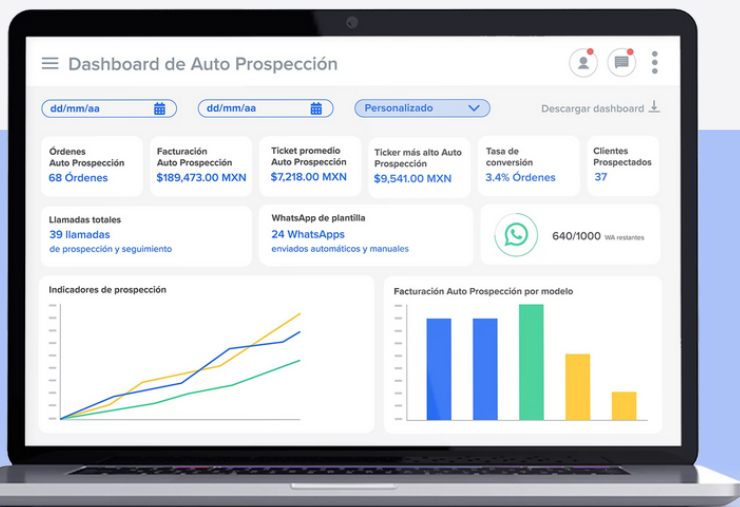 Dashboard de Auto Prospección
dd/mm/aa
dd/mm/aa
Personalizado
Descargar dashboard
Órdenes
Auto Prospección
68 Órdenes
Facturación
Auto Prospección
$189,473.00 MXN
Ticket promedio
Auto Prospección
$7,218.00 MXN
Ticker más alto Auto
Prospección
$9,541.00 MXN
Tasa de
conversión
3.4% Órdenes
Clientes
Prospectados
37
Llamadas totales
39 llamadas
de prospección y seguimiento
WhatsApp de plantilla
24 WhatsApps
enviados automáticos y manuales
640/1000 WA restantes
Indicadores de prospección
Facturación Auto Prospección por modelo